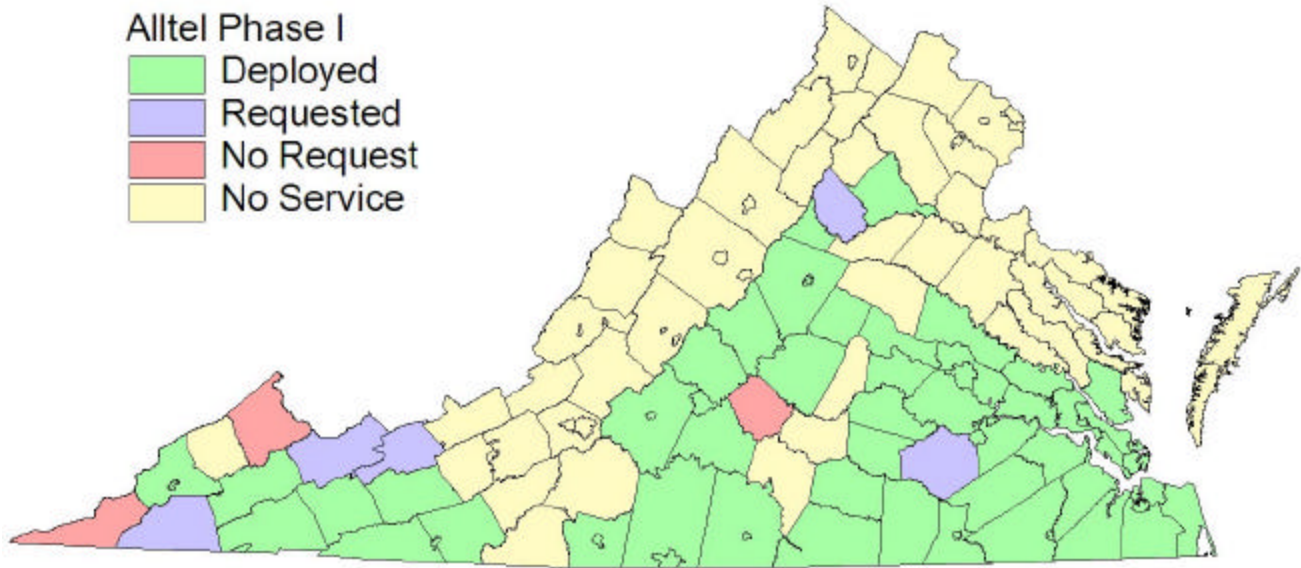 Alltel Phase I
Deployed
Requested
No Request
No Service